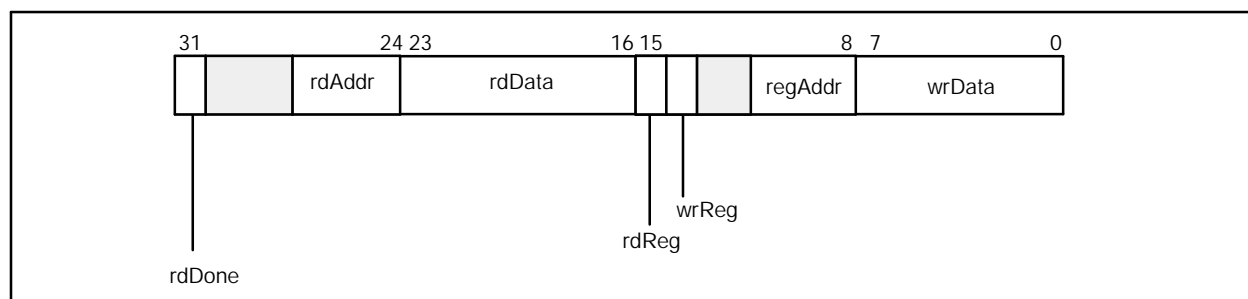 31 24 23 16 15 8 7 0
rdAddr rdData regAddr wrData
wrReg
rdReg
rdDone